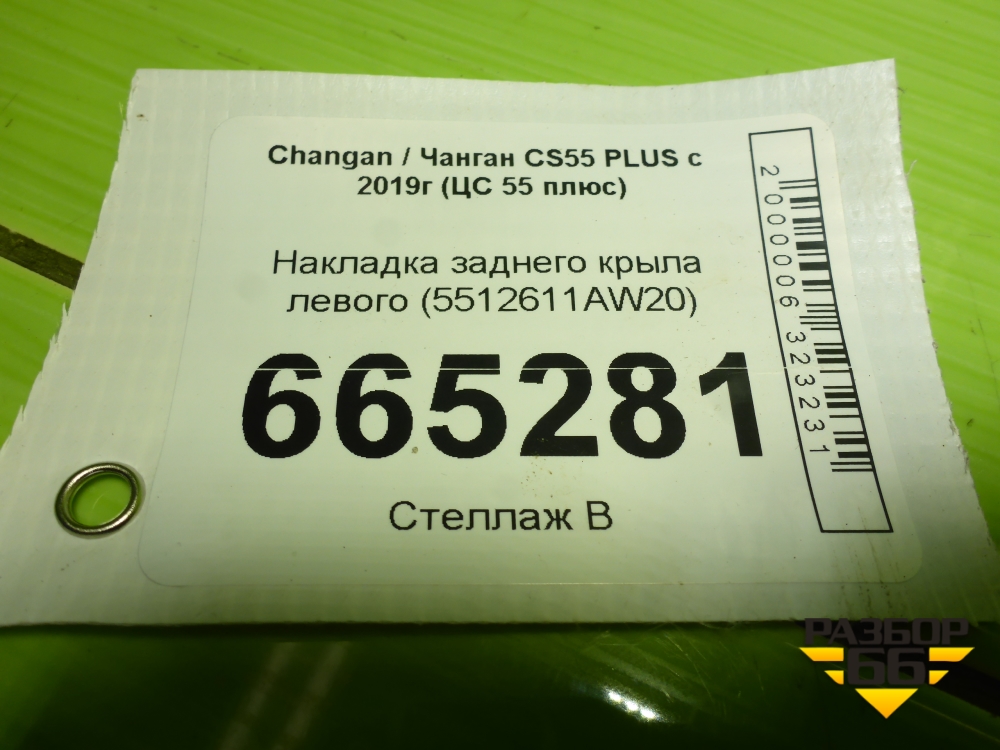 Changan / Чанган CS55 PLUS с
2019г (ЦС 55 плюс)
Накладка заднего крыла
левого (5512611AW20)
665281
Стеллаж В
2000006323231
РАЗБОР
66